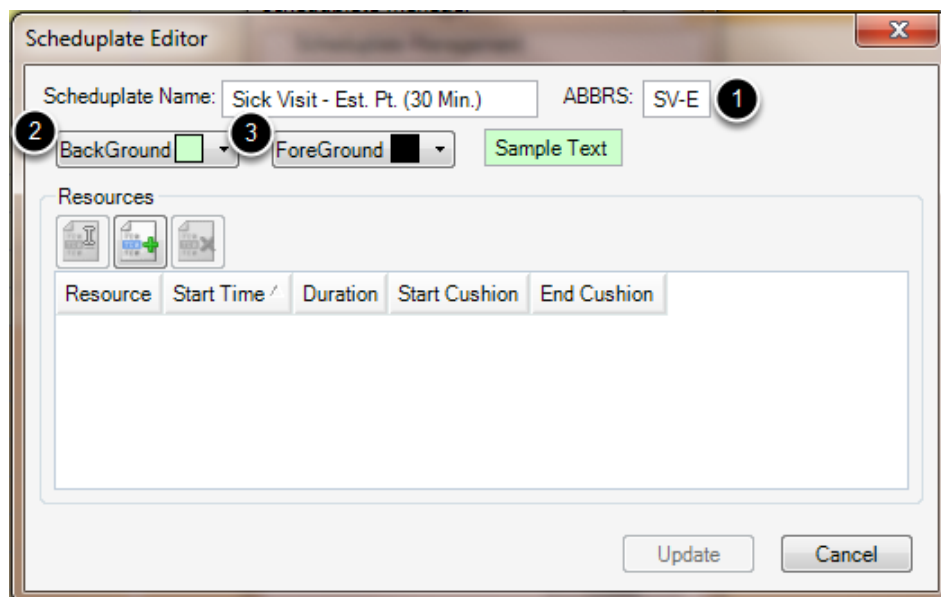 Scheduplate Editor
Scheduplate Name: Sick Visit - Est. Pt. (30 Min.) ABBRS: SV-E 1
2 BackGround 3 ForeGround Sample Text
Resources
Resource Start Time Duration Start Cushion End Cushion
Update Cancel